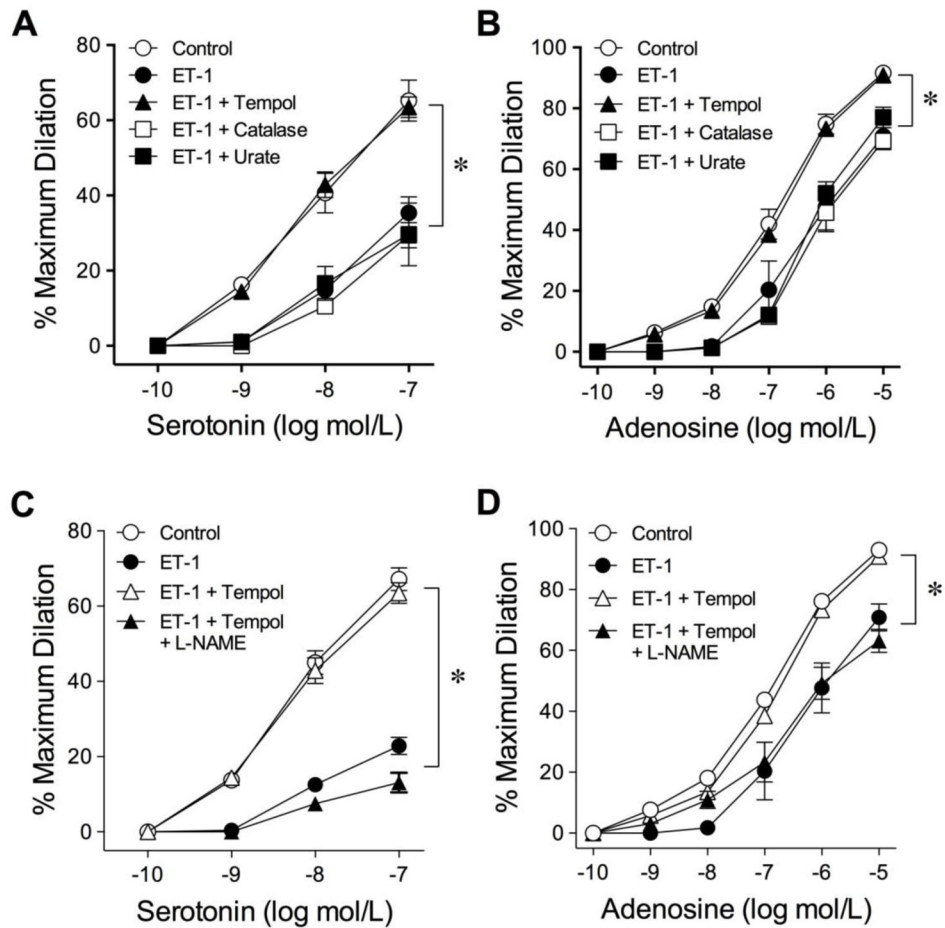 A
80
60
40
20
0
% Maximum Dilation
Control
ET-1
ET-1 + Tempol
ET-1 + Catalase
ET-1 + Urate
*
-10
-9
-8
-7
Serotonin (log mol/L)
B
100
80
60
40
20
0
% Maximum Dilation
Control
ET-1
ET-1 + Tempol
ET-1 + Catalase
ET-1 + Urate
*
-10
-9
-8
-7
-6
-5
Adenosine (log mol/L)
C
80
60
40
20
0
% Maximum Dilation
Control
ET-1
ET-1 + Tempol
ET-1 + Tempol
+ L-NAME
*
-10
-9
-8
-7
Serotonin (log mol/L)
D
100
80
60
40
20
0
% Maximum Dilation
Control
ET-1
ET-1 + Tempol
ET-1 + Tempol
+ L-NAME
*
-10
-9
-8
-7
-6
-5
Adenosine (log mol/L)